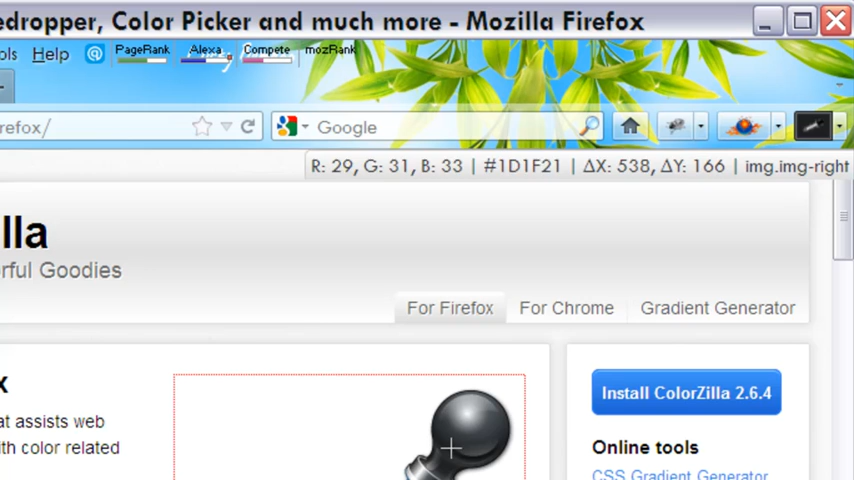 edropper, Color Picker and much more - Mozilla Firefox
ols Help @ PageRank Alexa Compete mozRank
refox/ Google
R: 29, G: 31, B: 33 | #1D1F21 | ΔX: 538, ΔY: 166 | img.img-right
lla
rful Goodies
For Firefox For Chrome Gradient Generator
x
at assists web
ith color related
Install ColorZilla 2.6.4
Online tools
CSS Gradient Generator